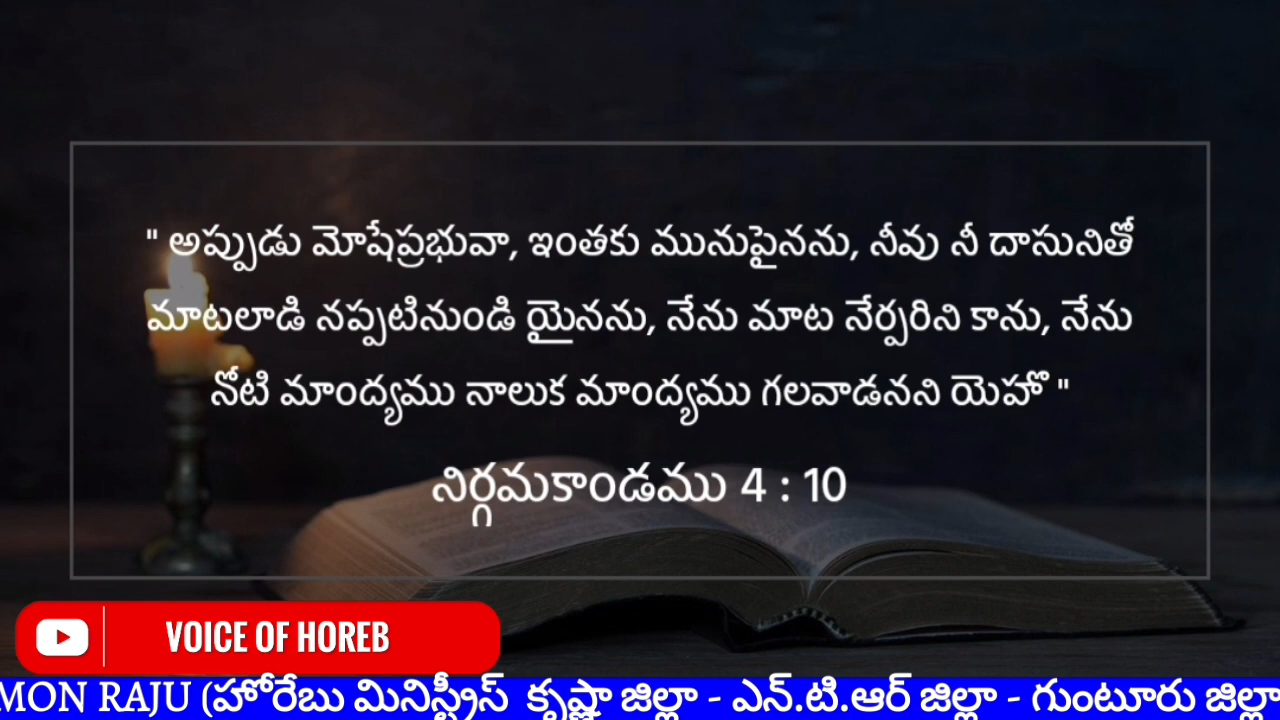 " అప్పుడు మోషేప్రభువా, ఇంతకు మునుపైనను, నీవు నీ దాసునితో
మాటలాడి నప్పటినుండి యైనను, నేను మాట నేర్పరిని కాను, నేను
నోటి మాంద్యము నాలుక మాంద్యము గలవాడనని యెహో "
నిర్గమకాండము 4 : 10
VOICE OF HOREB
MON RAJU (హోరేబు మినిస్ట్రీస్ కృష్ణా జిల్లా - ఎన్.టి.ఆర్ జిల్లా - గుంటూరు జిల్లా